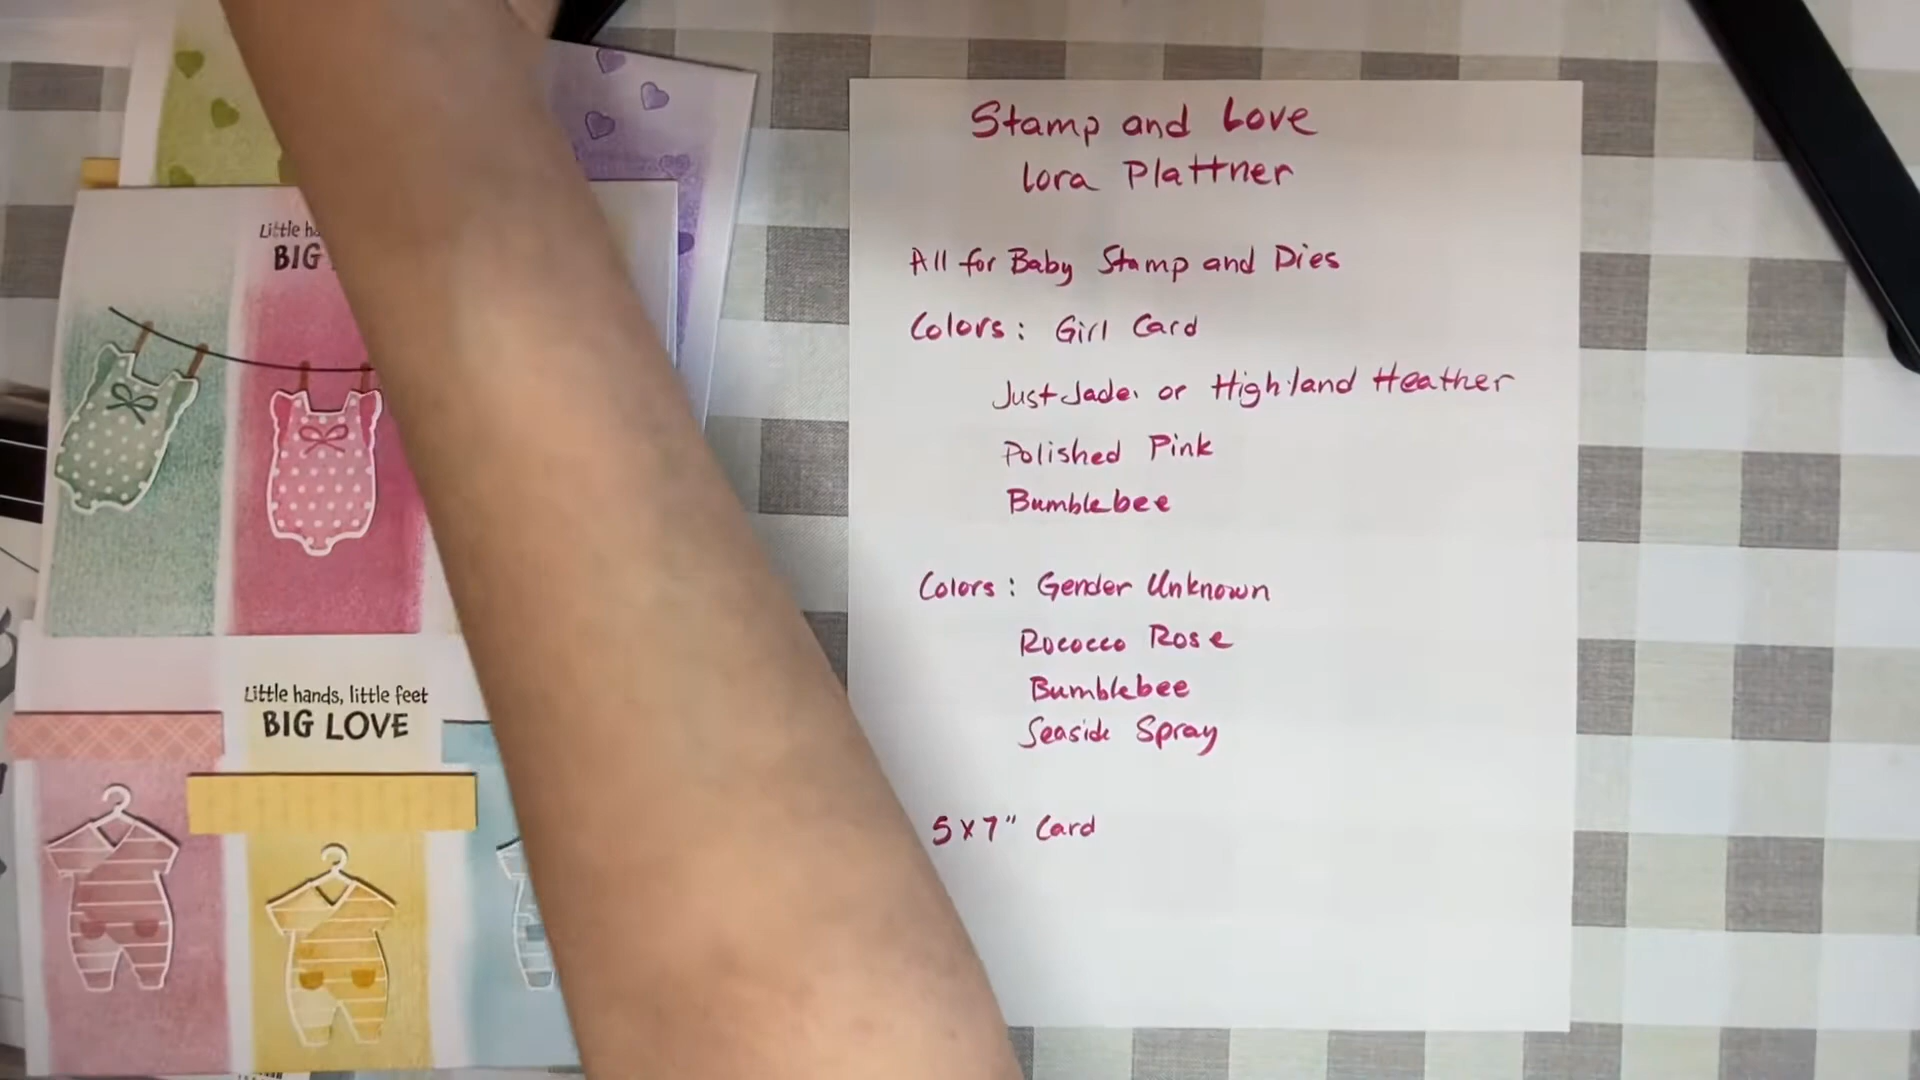 Little
BIG
Little hands, little feet
BIG LOVE
Stamp and Love
Lora Plattner
All for Baby Stamp and Dies
Colors: Girl Card
Just Jade or Highland Heather
Polished Pink
Bumblebee
Colors: Gender Unknown
Rococco Rose
Bumblebee
Seaside Spray
5x7" Card